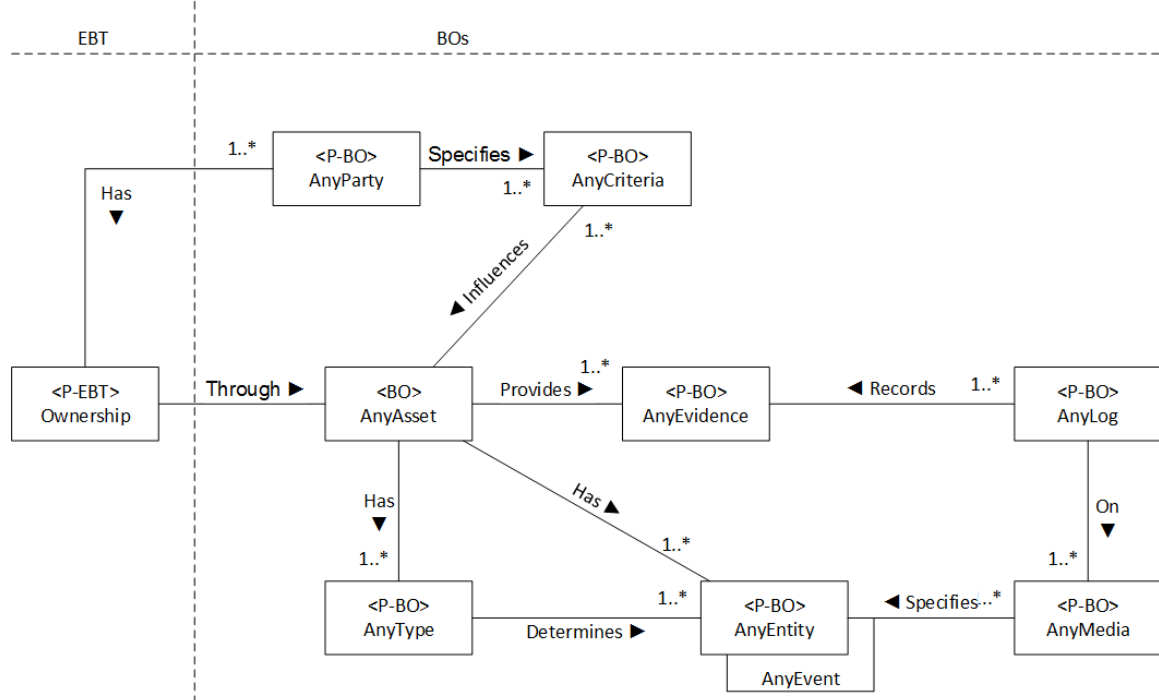 EBT
BOs
1..*
<P-BO>
AnyParty
Specifies ►
1..*
<P-BO>
AnyCriteria
Has
▼
1..*
◄ Influences
<P-EBT>
Ownership
Through ►
<BO>
AnyAsset
Provides ►
1..*
<P-BO>
AnyEvidence
◄ Records
1..*
<P-BO>
AnyLog
Has
▼
1..*
Has ►
1..*
On
▼
1..*
<P-BO>
AnyType
Determines ►
1..*
<P-BO>
AnyEntity
◄ Specifies
..*
<P-BO>
AnyMedia
AnyEvent